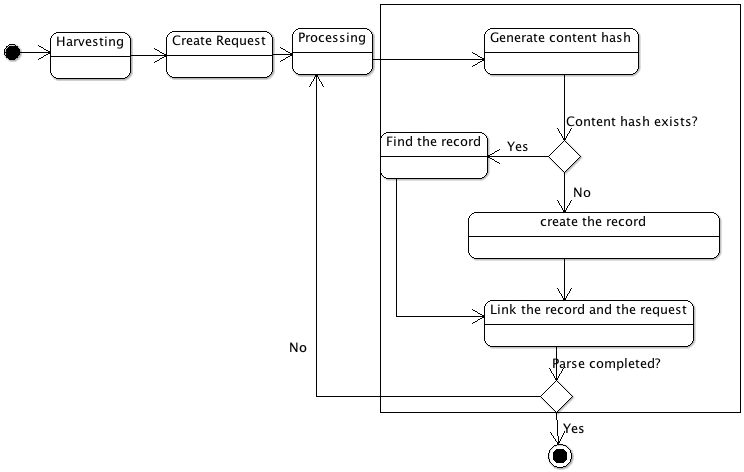 Harvesting
Create Request
Processing
Generate content hash
Content hash exists?
Find the record
Yes
No
create the record
Link the record and the request
No
Parse completed?
Yes